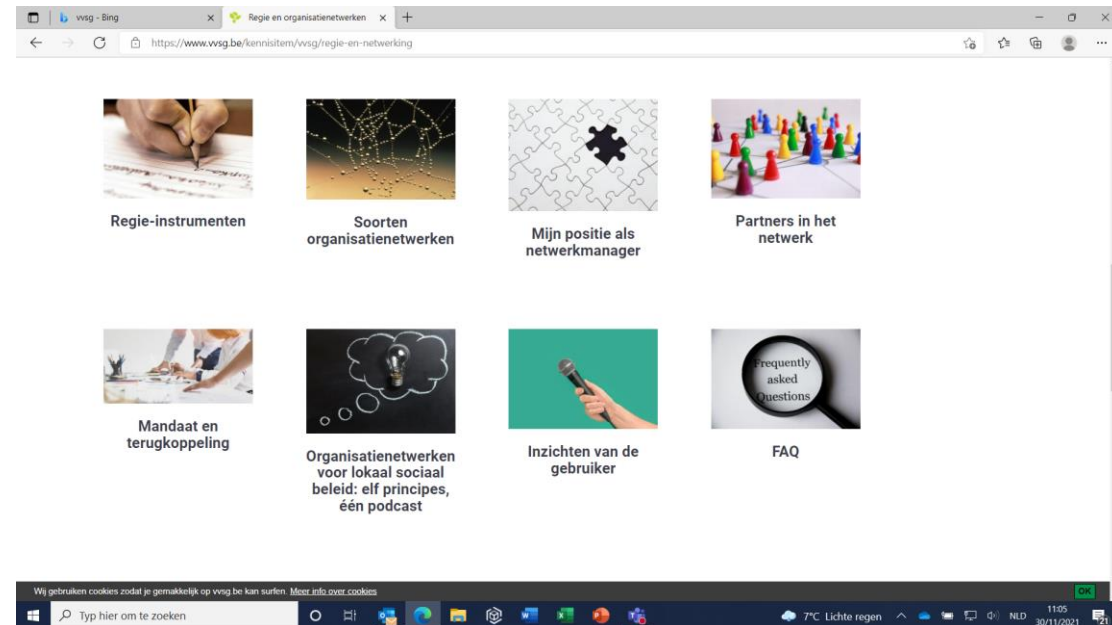 vvsg - Bing
Regie en organisatienetwerken
https://www.vvsg.be/kennisitem/vvsg/regie-en-netwerking
Regie-instrumenten
Soorten
organisatienetwerken
Mijn positie als
netwerkmanager
Partners in het
netwerk
Mandaat en
terugkoppeling
Organisatienetwerken
voor lokaal sociaal
beleid: elf principes,
één podcast
Inzichten van de
gebruiker
Frequently
asked
Questions
FAQ
Wij gebruiken cookies zodat je gemakkelijk op vvsg.be kan surfen. Meer info over cookies
OK
Typ hier om te zoeken
7°C Lichte regen
NLD
11:05
30/11/2021
21